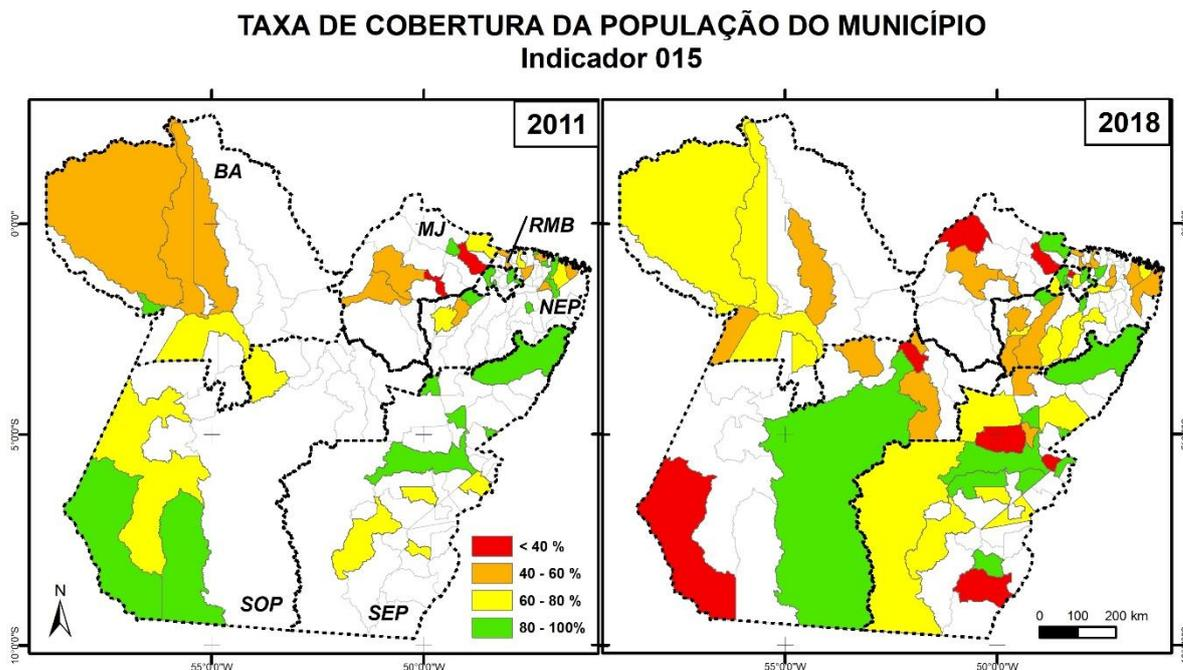 TAXA DE COBERTURA DA POPULAÇÃO DO MUNICÍPIO
Indicador 015
2011
2018
BA
MJ
RMB
NEP
SOP
SEP
N
< 40 %
40 - 60 %
60 - 80 %
80 - 100%
0 100 200 km
0°0'0"
5°0'0"S
10°0'0"S
55°0'0"W
50°0'0"W
55°0'0"W
50°0'0"W